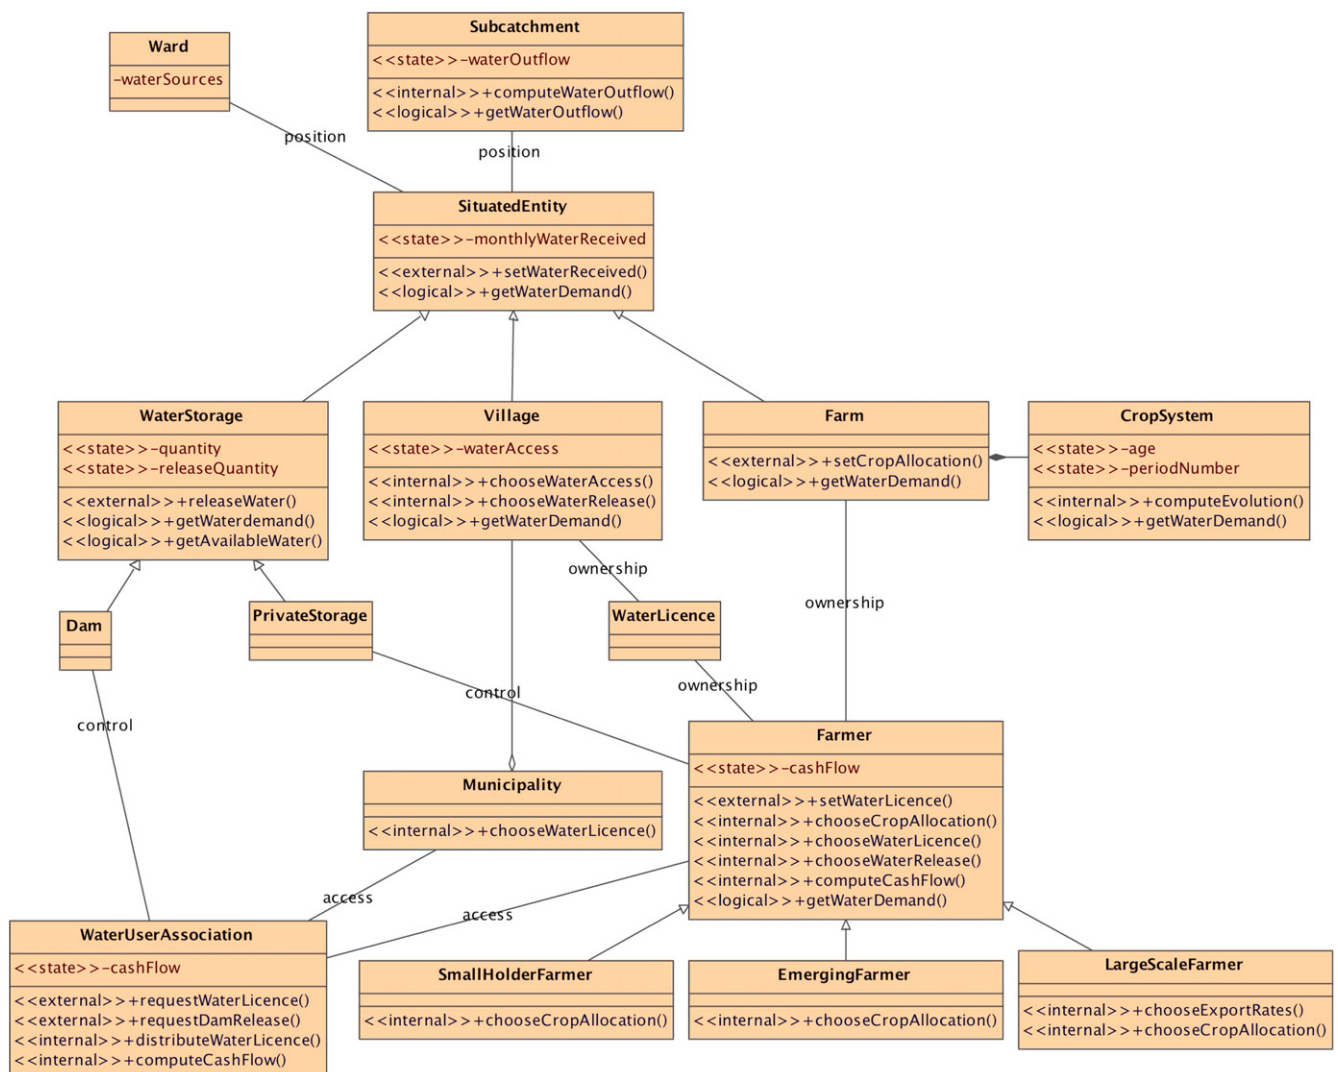 Ward
-waterSources
Subcatchment
<<state>>-waterOutflow
<<internal>>+computeWaterOutflow()
<<logical>>+getWaterOutflow()
position
position
SituatedEntity
<<state>>-monthlyWaterReceived
<<external>>+setWaterReceived()
<<logical>>+getWaterDemand()
WaterStorage
<<state>>-quantity
<<state>>-releaseQuantity
<<external>>+releaseWater()
<<logical>>+getWaterdemand()
<<logical>>+getAvailableWater()
Village
<<state>>-waterAccess
<<internal>>+chooseWaterAccess()
<<internal>>+chooseWaterRelease()
<<logical>>+getWaterDemand()
Farm
<<external>>+setCropAllocation()
<<logical>>+getWaterDemand()
CropSystem
<<state>>-age
<<state>>-periodNumber
<<internal>>+computeEvolution()
<<logical>>+getWaterDemand()
ownership
Dam
PrivateStorage
WaterLicence
ownership
ownership
control
control
Farmer
<<state>>-cashFlow
<<external>>+setWaterLicence()
<<internal>>+chooseCropAllocation()
<<internal>>+chooseWaterLicence()
<<internal>>+chooseWaterRelease()
<<internal>>+computeCashFlow()
<<logical>>+getWaterDemand()
Municipality
<<internal>>+chooseWaterLicence()
access
access
WaterUserAssociation
<<state>>-cashFlow
<<external>>+requestWaterLicence()
<<external>>+requestDamRelease()
<<internal>>+distributeWaterLicence()
<<internal>>+computeCashFlow()
SmallHolderFarmer
<<internal>>+chooseCropAllocation()
EmergingFarmer
<<internal>>+chooseCropAllocation()
LargeScaleFarmer
<<internal>>+chooseExportRates()
<<internal>>+chooseCropAllocation()